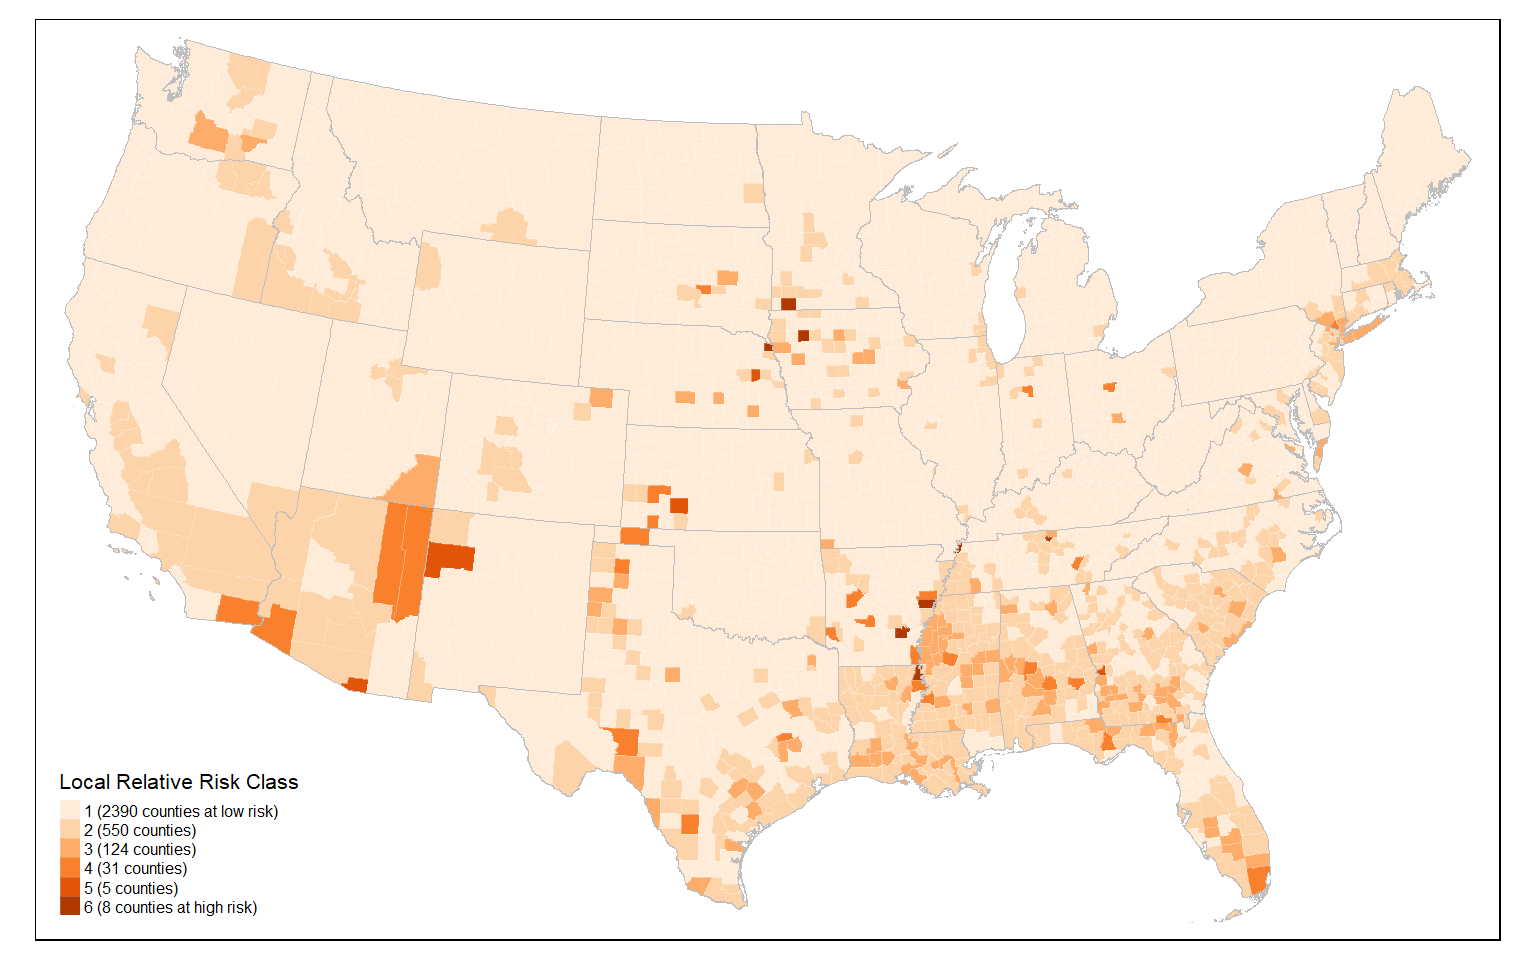 Local Relative Risk Class
1 (2390 counties at low risk)
2 (550 counties)
3 (124 counties)
4 (31 counties)
5 (5 counties)
6 (8 counties at high risk)